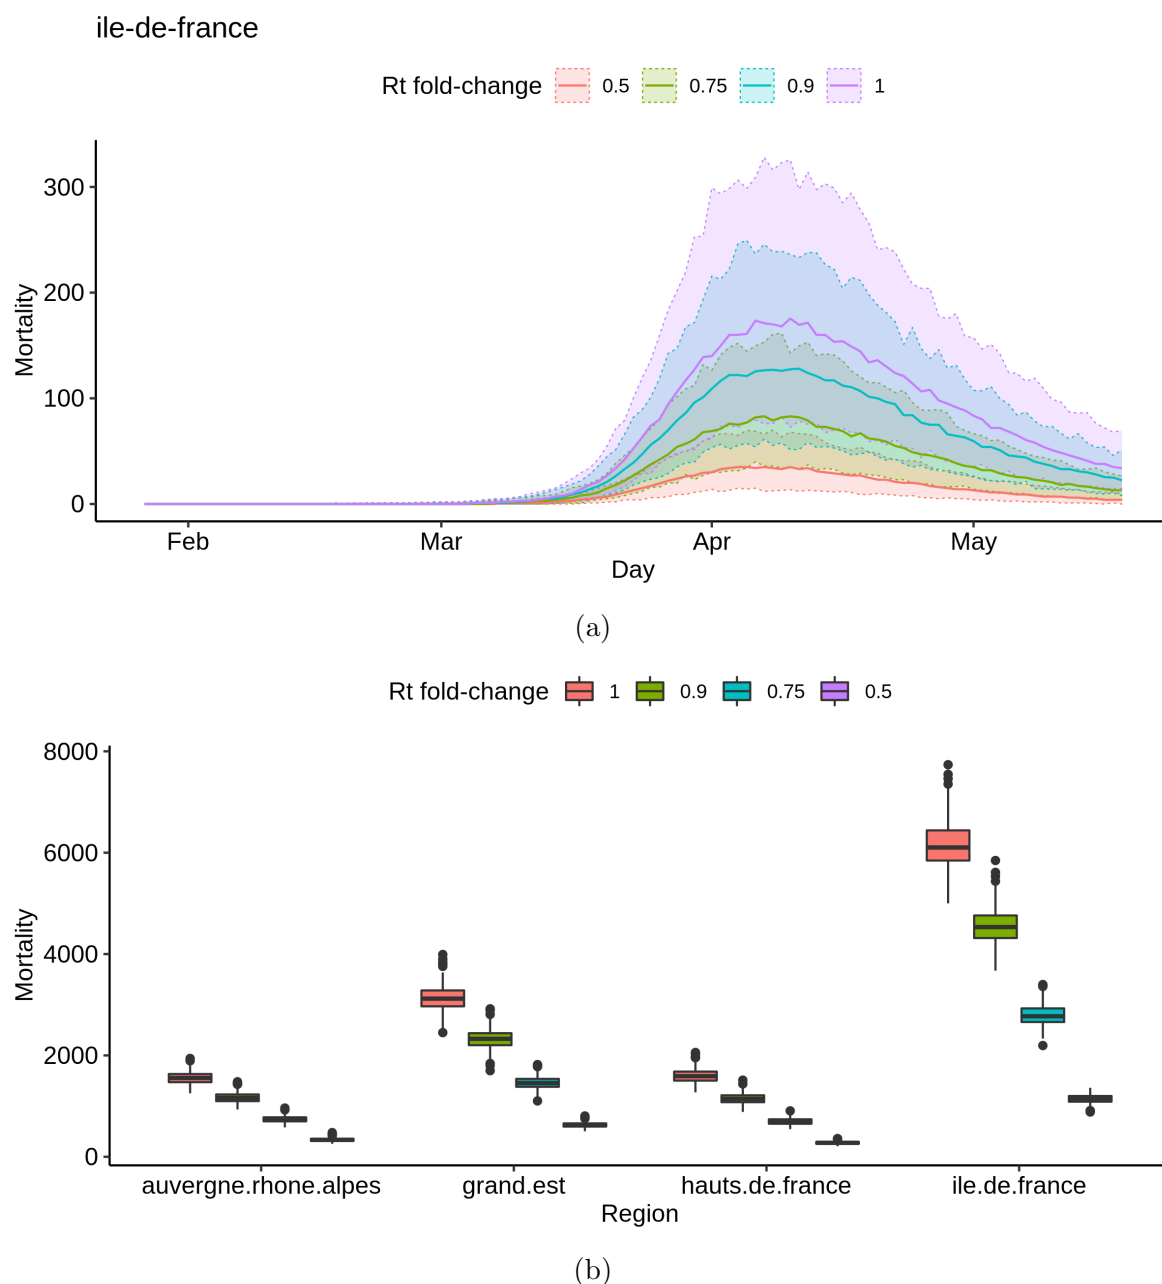 ile-de-france
Rt fold-change 0.5 0.75 0.9 1
Mortality
300
200
100
0
Feb Mar Apr May
Day
(a)
Rt fold-change 1 0.9 0.75 0.5
Mortality
8000
6000
4000
2000
0
auvergne.rhone.alpes grand.est hauts.de.france ile.de.france
Region
(b)